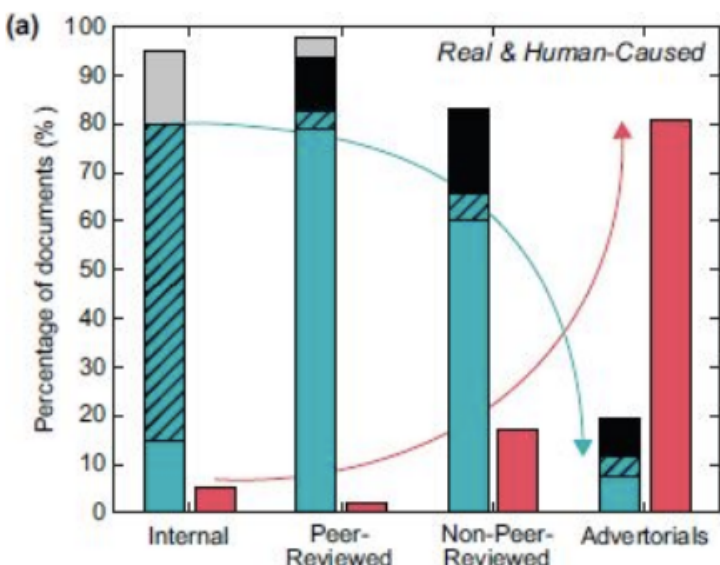 (a)
Real & Human-Caused
Percentage of documents (%)
100
90
80
70
60
50
40
30
20
10
0
Internal
Peer-
Reviewed
Non-Peer-
Reviewed
Advertorials